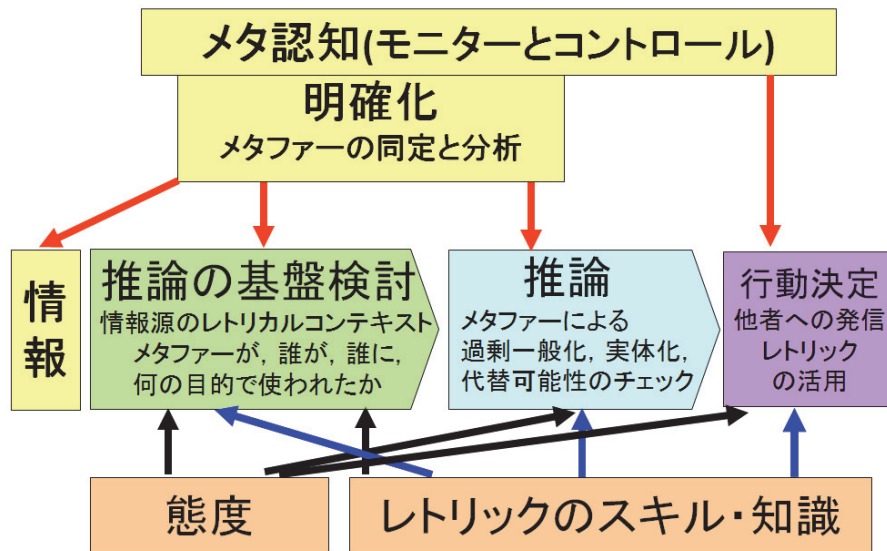 メタ認知(モニターとコントロール)
明確化
メタファーの同定と分析
情報
推論の基盤検討
情報源のレトリカルコンテキスト
メタファーが, 誰が, 誰に,
何の目的で使われたか
推論
メタファーによる
過剰一般化, 実体化,
代替可能性のチェック
行動決定
他者への発信
レトリック
の活用
態度
レトリックのスキル・知識